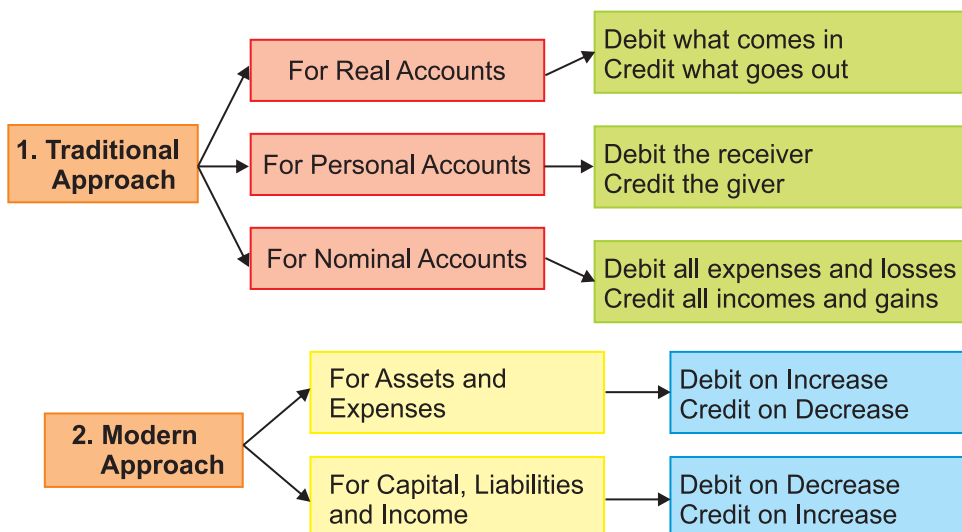 1. Traditional
Approach
For Real Accounts
Debit what comes in
Credit what goes out
For Personal Accounts
Debit the receiver
Credit the giver
For Nominal Accounts
Debit all expenses and losses
Credit all incomes and gains
2. Modern
Approach
For Assets and
Expenses
Debit on Increase
Credit on Decrease
For Capital, Liabilities
and Income
Debit on Decrease
Credit on Increase